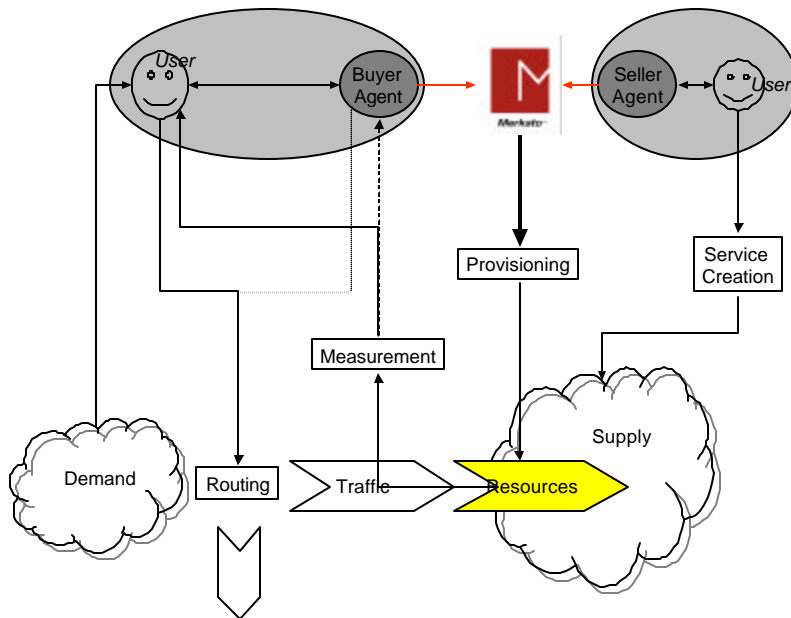 User
Buyer
Agent
Merkato
Seller
Agent
User
Provisioning
Service
Creation
Measurement
Supply
Demand
Routing
Traffic
Resources